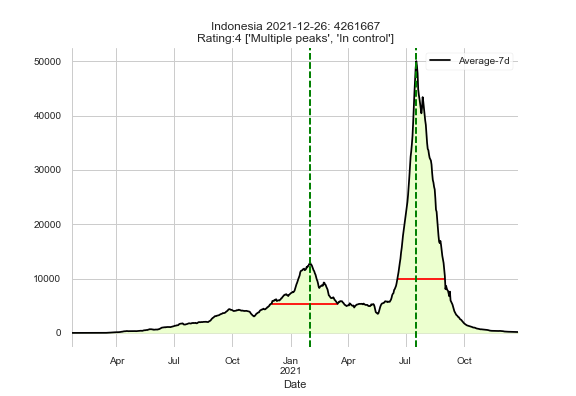 Indonesia 2021-12-26: 4261667
Rating:4 ['Multiple peaks', 'In control']
Average-7d
50000
40000
30000
20000
10000
0
Apr
Jul
Oct
Jan
2021
Apr
Jul
Oct
Date